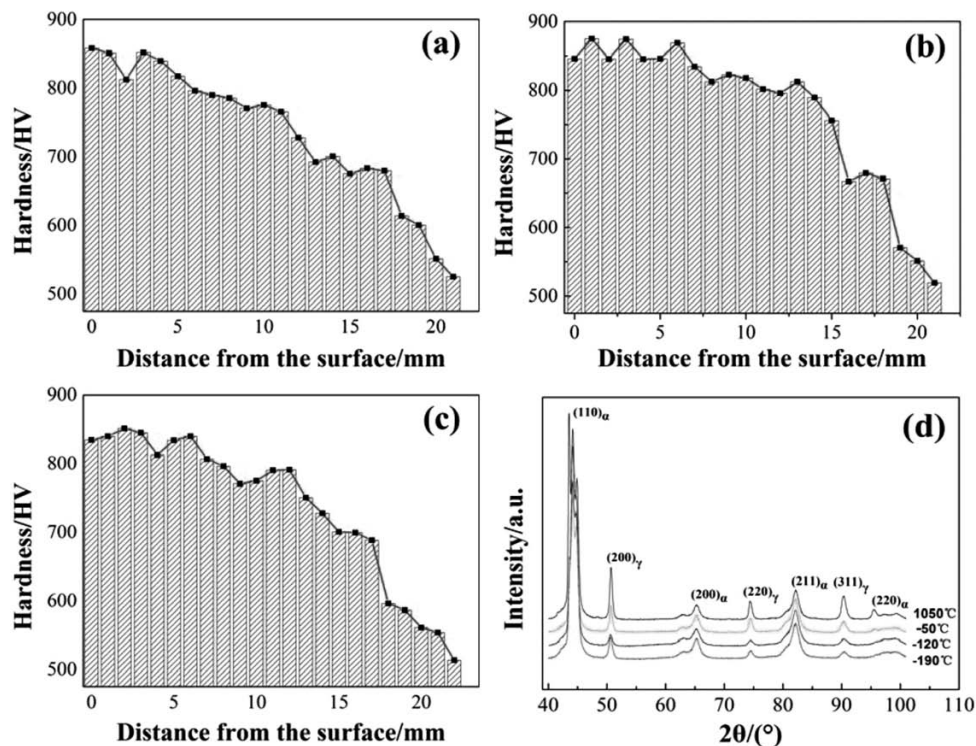 900
(a)
800
700
600
500
Hardness/HV
0 5 10 15 20
Distance from the surface/mm
900
(b)
800
700
600
500
Hardness/HV
0 5 10 15 20
Distance from the surface/mm
900
(c)
800
700
600
500
Hardness/HV
0 5 10 15 20
Distance from the surface/mm
(d)
(110)α
(200)γ
(200)α
(220)γ
(211)α
(311)γ
(220)α
1050℃
-50℃
-120℃
-190℃
Intensity/a.u.
40 50 60 70 80 90 100 110
2θ/(°)